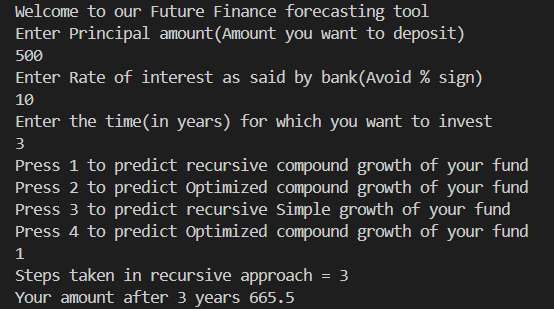 Welcome to our Future Finance forecasting tool
Enter Principal amount(Amount you want to deposit)
500
Enter Rate of interest as said by bank(Avoid % sign)
10
Enter the time(in years) for which you want to invest
3
Press 1 to predict recursive compound growth of your fund
Press 2 to predict Optimized compound growth of your fund
Press 3 to predict recursive Simple growth of your fund
Press 4 to predict Optimized compound growth of your fund
1
Steps taken in recursive approach = 3
Your amount after 3 years 665.5